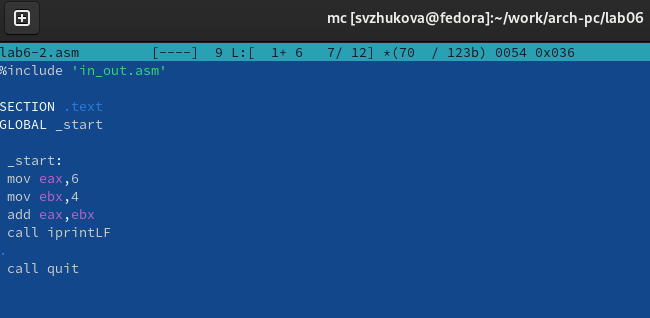 mc [svzhukova@fedora]:~/work/arch-pc/lab06
lab6-2.asm [----] 9 L:[ 1+ 6 7/ 12] *(70 / 123b) 0054 0x036
%include 'in_out.asm'
SECTION .text
GLOBAL _start
_start:
mov eax,6
mov ebx,4
add eax,ebx
call iprintLF
.
call quit